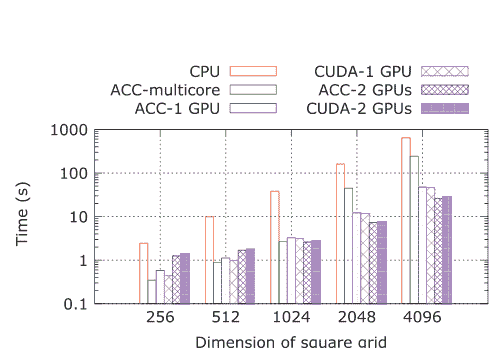 CPU
ACC-multicore
ACC-1 GPU
CUDA-1 GPU
ACC-2 GPUs
CUDA-2 GPUs
1000
100
10
1
0.1
Time (s)
256 512 1024 2048 4096
Dimension of square grid